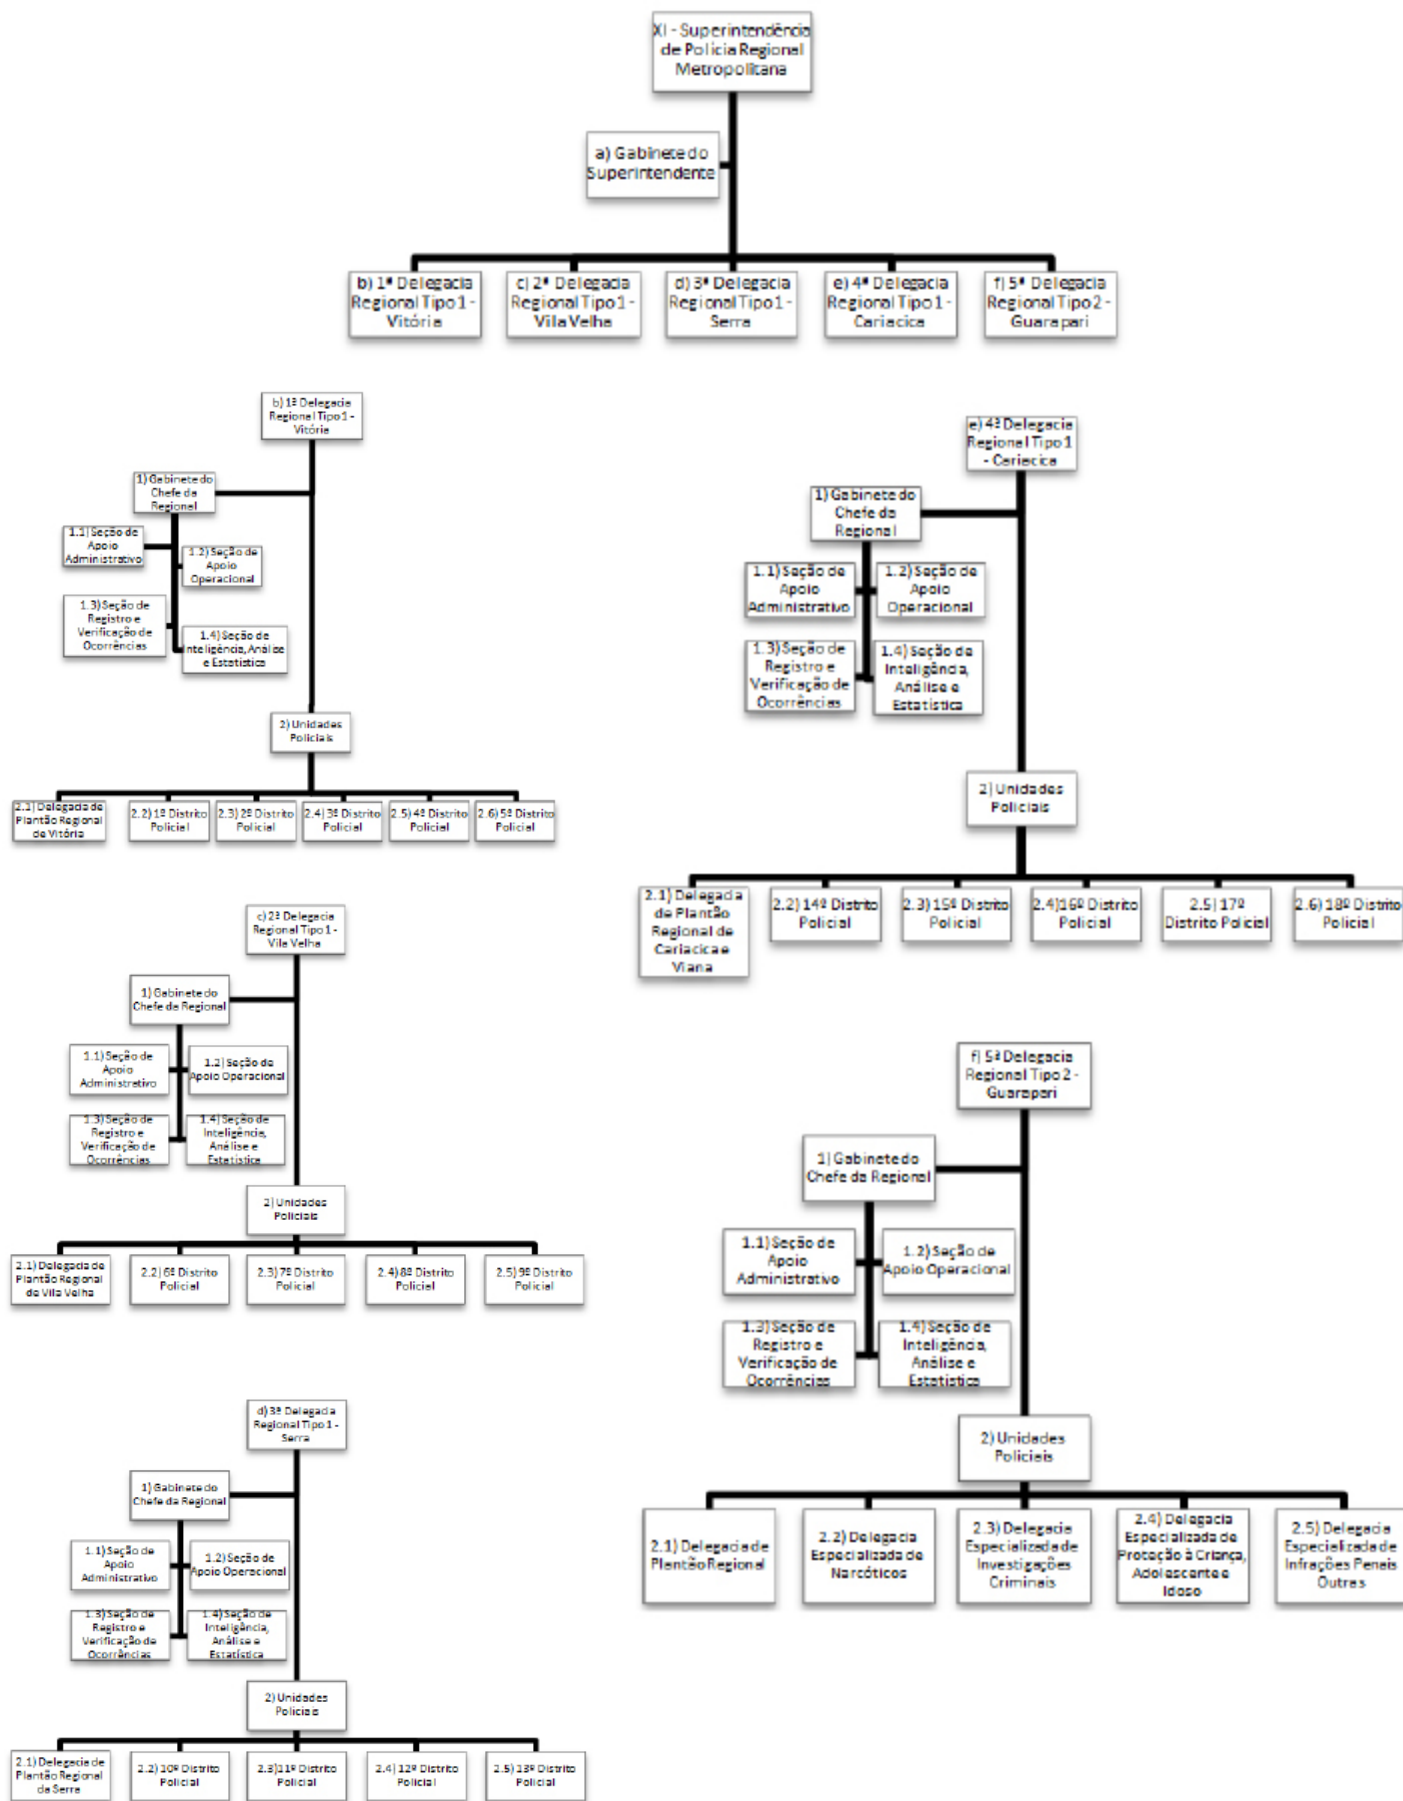 XI - Superintendência
de Polícia Regional
Metropolitana
a) Gabinete do
Superintendente
b) 1ª Delegacia
Regional Tipo 1 -
Vitória
c) 2ª Delegacia
Regional Tipo 1 -
Vila Velha
d) 3ª Delegacia
Regional Tipo 1 -
Serra
e) 4ª Delegacia
Regional Tipo 1 -
Cariacica
f) 5ª Delegacia
Regional Tipo 2 -
Guarapari
b) 1ª Delegacia
Regional Tipo 1 -
Vitória
1) Gabinete do
Chefe da
Regional
1.1) Seção de
Apoio
Administrativo
1.2) Seção de
Apoio
Operacional
1.3) Seção de
Registro e
Verificação de
Ocorrências
1.4) Seção de
Inteligência, Análise
e Estatística
2) Unidades
Policiais
2.1) Delegacia de
Plantão Regional
de Vitória
2.2) 1º Distrito
Policial
2.3) 2º Distrito
Policial
2.4) 3º Distrito
Policial
2.5) 4º Distrito
Policial
2.6) 5º Distrito
Policial
c) 2ª Delegacia
Regional Tipo 1 -
Vila Velha
1) Gabinete do
Chefe da Regional
1.1) Seção de
Apoio
Administrativo
1.2) Seção de
Apoio Operacional
1.3) Seção de
Registro e
Verificação de
Ocorrências
1.4) Seção de
Inteligência,
Análise e
Estatística
2) Unidades
Policiais
2.1) Delegacia de
Plantão Regional
de Vila Velha
2.2) 6º Distrito
Policial
2.3) 7º Distrito
Policial
2.4) 8º Distrito
Policial
2.5) 9º Distrito
Policial
d) 3ª Delegacia
Regional Tipo 1 -
Serra
1) Gabinete do
Chefe da Regional
1.1) Seção de
Apoio
Administrativo
1.2) Seção de
Apoio Operacional
1.3) Seção de
Registro e
Verificação de
Ocorrências
1.4) Seção de
Inteligência,
Análise e
Estatística
2) Unidades
Policiais
2.1) Delegacia de
Plantão Regional
da Serra
2.2) 10º Distrito
Policial
2.3) 11º Distrito
Policial
2.4) 12º Distrito
Policial
2.5) 13º Distrito
Policial
e) 4ª Delegacia
Regional Tipo 1
- Cariacica
1) Gabinete do
Chefe da
Regional
1.1) Seção de
Apoio
Administrativo
1.2) Seção de
Apoio
Operacional
1.3) Seção de
Registro e
Verificação de
Ocorrências
1.4) Seção de
Inteligência,
Análise e
Estatística
2) Unidades
Policiais
2.1) Delegacia
de Plantão
Regional de
Cariacica e
Viana
2.2) 14º Distrito
Policial
2.3) 15º Distrito
Policial
2.4) 16º Distrito
Policial
2.5) 17º
Distrito Policial
2.6) 18º Distrito
Policial
f) 5ª Delegacia
Regional Tipo 2 -
Guarapari
1) Gabinete do
Chefe da Regional
1.1) Seção de
Apoio
Administrativo
1.2) Seção de
Apoio Operacional
1.3) Seção de
Registro e
Verificação de
Ocorrências
1.4) Seção de
Inteligência,
Análise e
Estatística
2) Unidades
Policiais
2.1) Delegacia de
Plantão Regional
2.2) Delegacia
Especializada de
Narcóticos
2.3) Delegacia
Especializada de
Investigações
Criminais
2.4) Delegacia
Especializada de
Proteção à Criança,
Adolescente e
Idoso
2.5) Delegacia
Especializada de
Infrações Penais
Outras